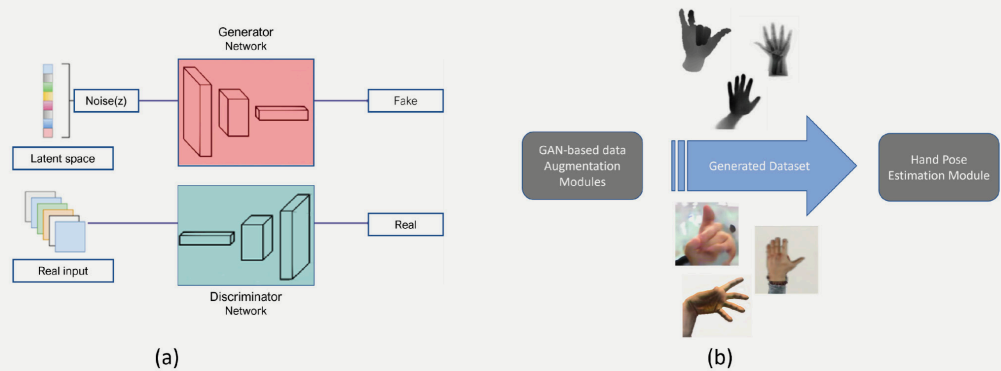 Generator
Network
Noise(z)
Fake
Latent space
Real
Real input
Discriminator
Network
(a)
GAN-based data
Augmentation
Modules
Generated Dataset
Hand Pose
Estimation Module
(b)